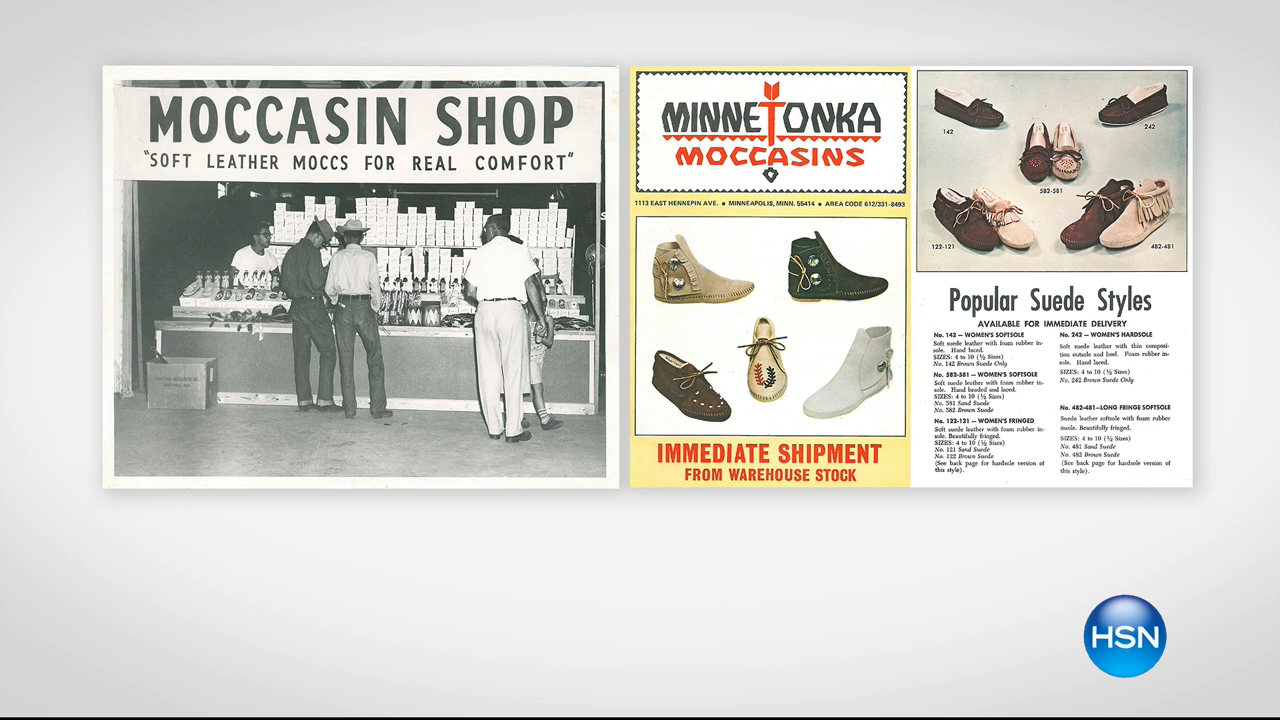 MOCCASIN SHOP
"SOFT LEATHER MOCCS FOR REAL COMFORT"
MINNETONKA
MOCCASINS
1113 EAST HENNEPIN AVE. • MINNEAPOLIS, MINN. 55414 • AREA CODE 612/331-8493
IMMEDIATE SHIPMENT
FROM WAREHOUSE STOCK
142
242
582-581
122-121
482-481
Popular Suede Styles
AVAILABLE FOR IMMEDIATE DELIVERY
No. 142 — WOMEN'S SOFTSOLE
Soft suede leather with foam rubber in-
sole. Hand laced.
SIZES: 4 to 10 (½ Sizes)
No. 142 Brown Suede Only
No. 582-581 — WOMEN'S SOFTSOLE
Soft suede leather with foam rubber in-
sole. Hand beaded and laced.
SIZES: 4 to 10 (½ Sizes)
No. 581 Sand Suede
No. 582 Brown Suede
No. 122-121 — WOMEN'S FRINGED
Soft suede leather with foam rubber in-
sole. Beautifully fringed.
SIZES: 4 to 10 (½ Sizes)
No. 121 Sand Suede
No. 122 Brown Suede
(See back page for hardsole version of
this style).
No. 242 — WOMEN'S HARDSOLE
Soft suede leather with thin composi-
tion outsole and heel. Foam rubber in-
sole. Hand laced.
SIZES: 4 to 10 (½ Sizes)
No. 242 Brown Suede Only
No. 482-481—LONG FRINGE SOFTSOLE
Suede leather softsole with foam rubber
insole. Beautifully fringed.
SIZES: 4 to 10 (½ Sizes)
No. 481 Sand Suede
No. 482 Brown Suede
(See back page for hardsole version of
this style).
HSN